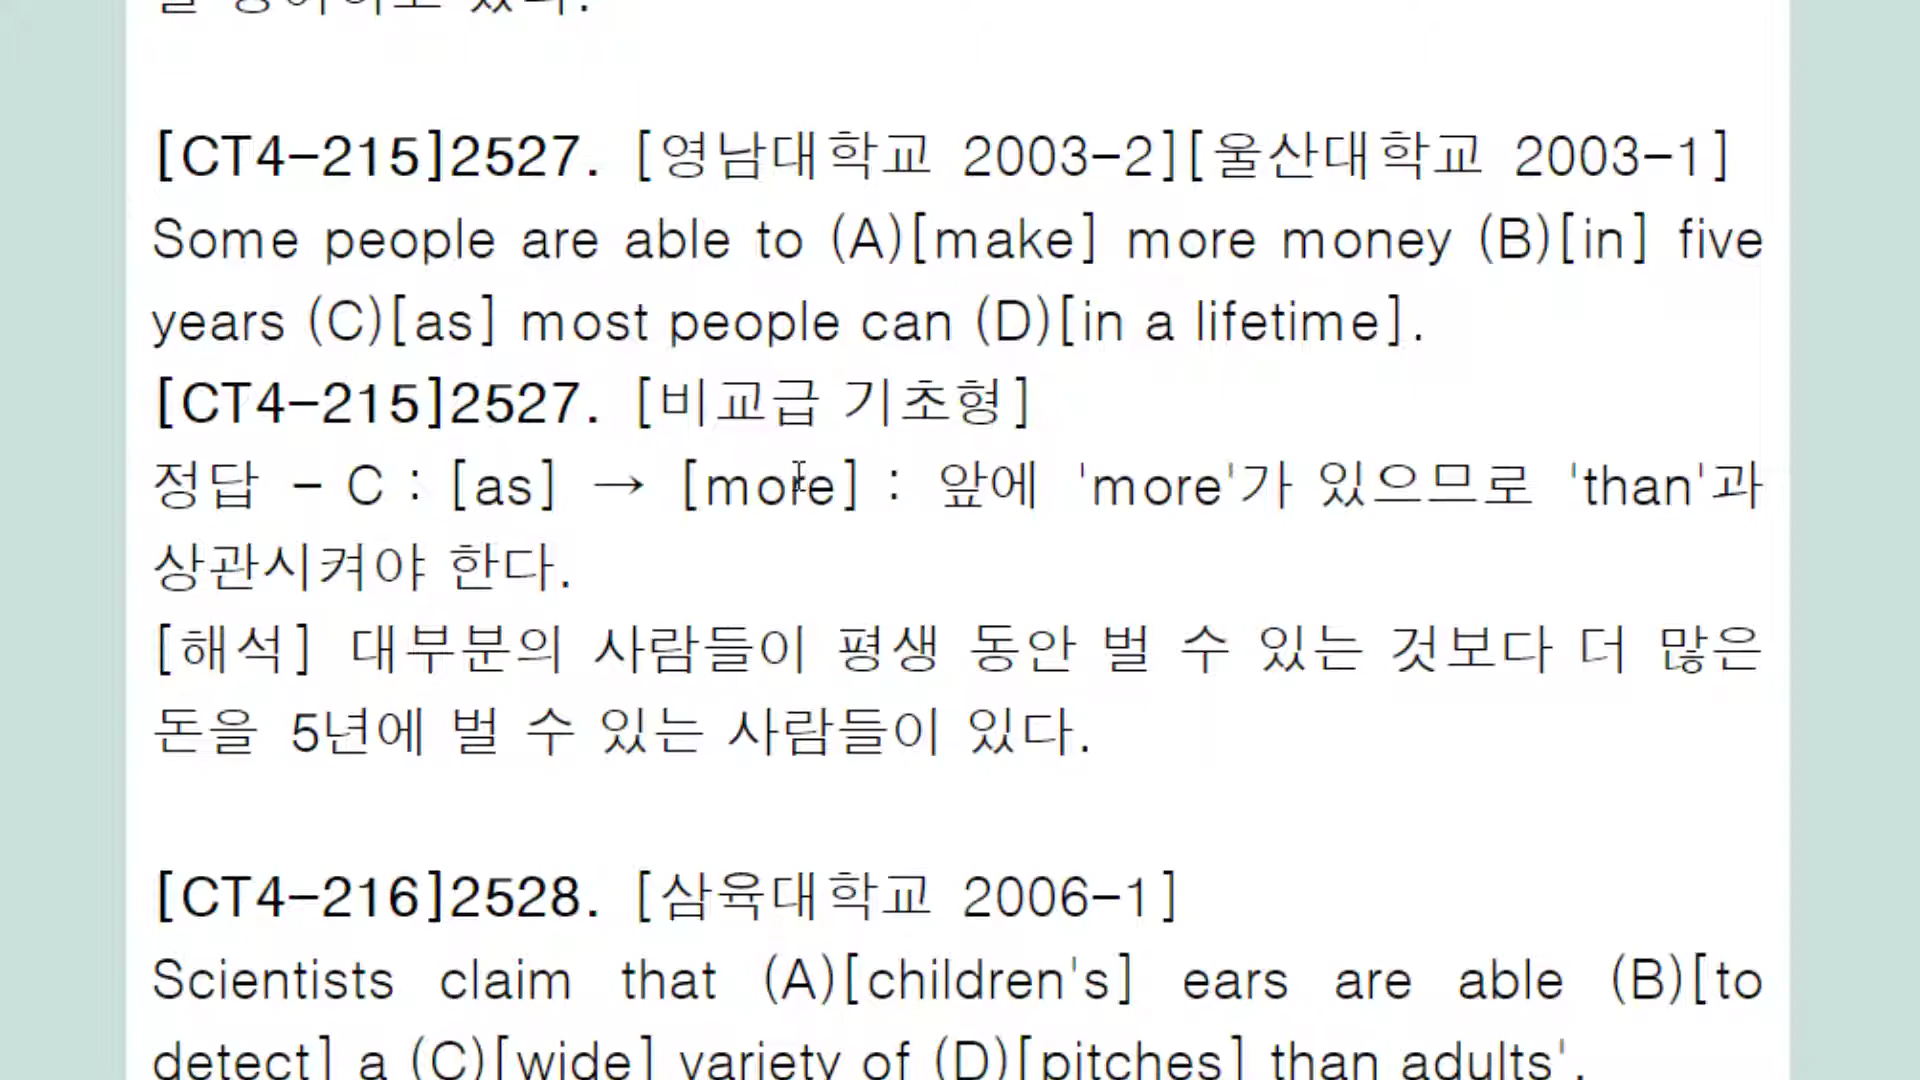 있다.
[CT4-215]2527. [영남대학교 2003-2][울산대학교 2003-1]
Some people are able to (A)[make] more money (B)[in] five
years (C)[as] most people can (D)[in a lifetime].
[CT4-215]2527. [비교급 기초형]
정답 - C : [as] → [more] : 앞에 'more'가 있으므로 'than'과
상관시켜야 한다.
[해석] 대부분의 사람들이 평생 동안 벌 수 있는 것보다 더 많은
돈을 5년에 벌 수 있는 사람들이 있다.
[CT4-216]2528. [삼육대학교 2006-1]
Scientists claim that (A)[children's] ears are able (B)[to
detect] a (C)[wide] variety of (D)[pitches] than adults'.